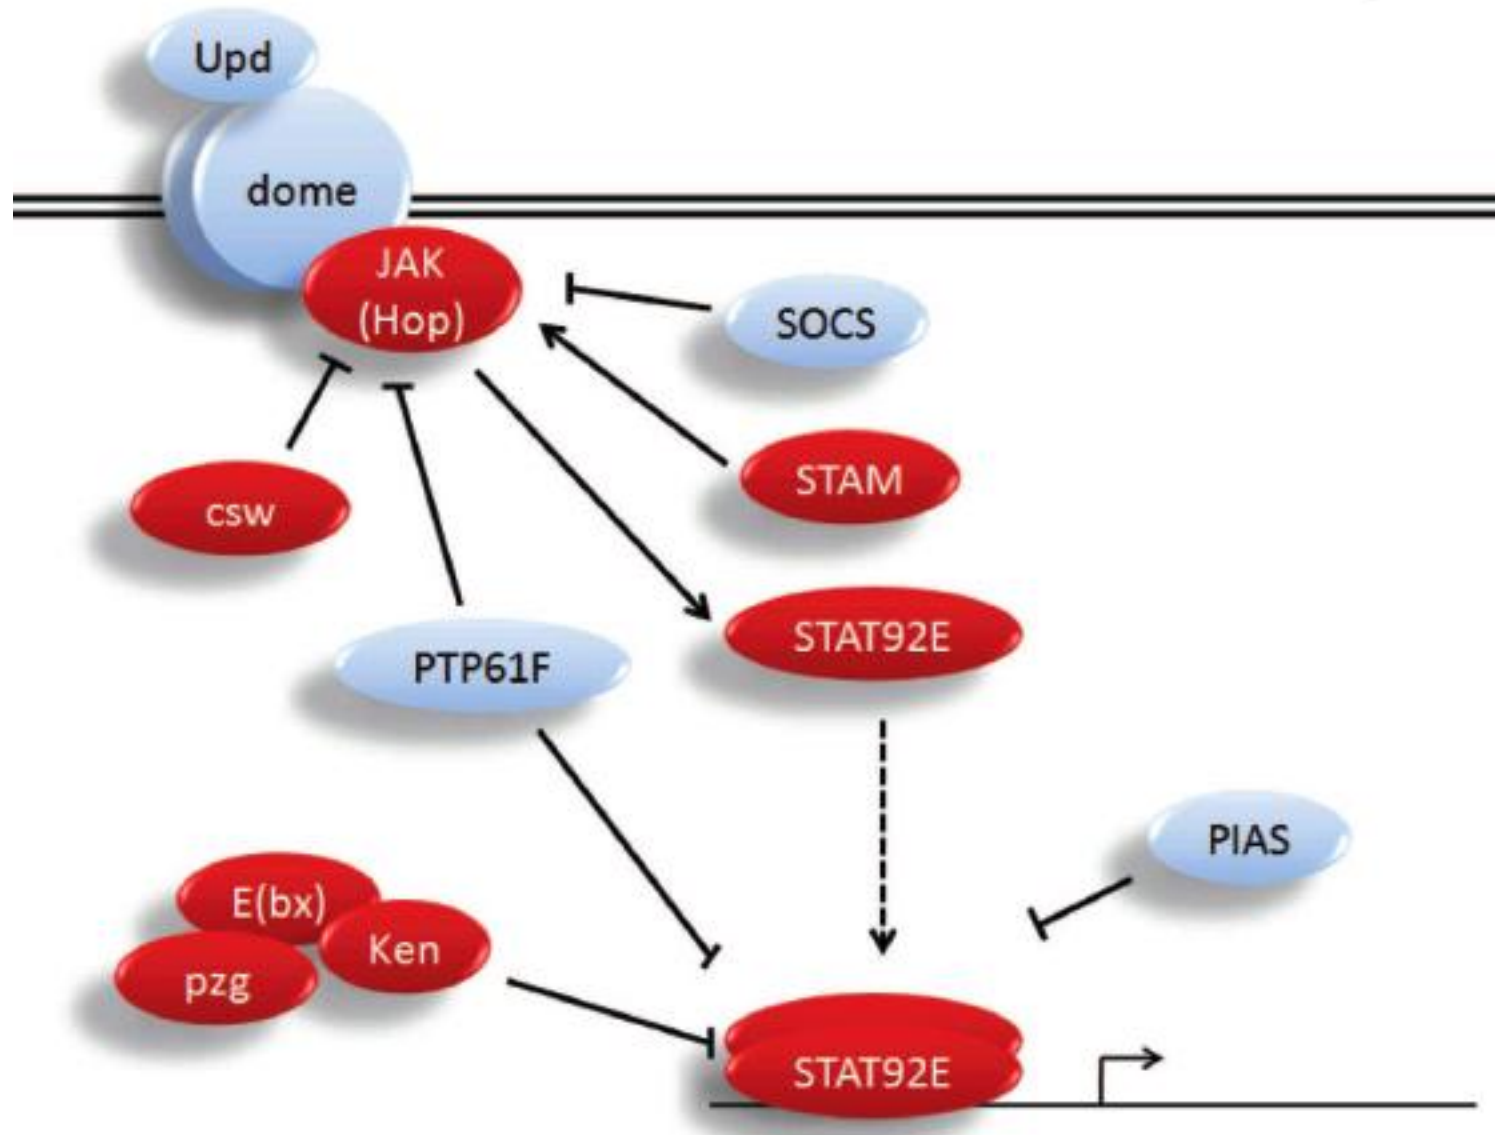 Upd
dome
JAK
(Hop)
SOCS
STAM
csw
STAT92E
PTP61F
PIAS
E(bx)
Ken
pzg
STAT92E